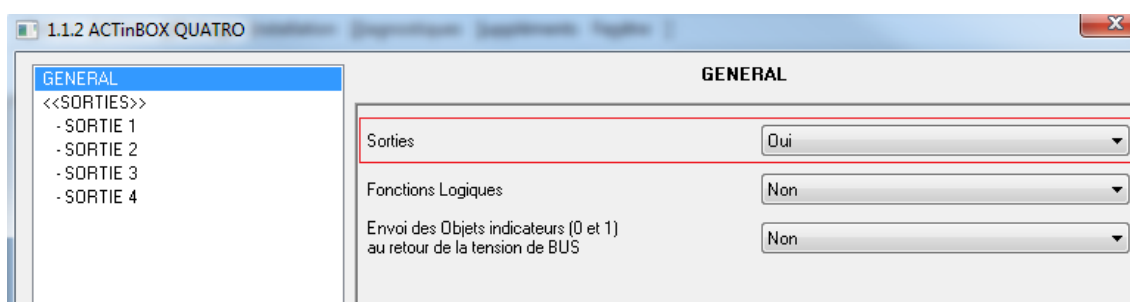 1.1.2 ACTinBOX QUATRO
GENERAL
<<SORTIES>>
- SORTIE 1
- SORTIE 2
- SORTIE 3
- SORTIE 4
GENERAL
Sorties
Oui
Fonctions Logiques
Non
Envoi des Objets indicateurs (0 et 1)
au retour de la tension de BUS
Non